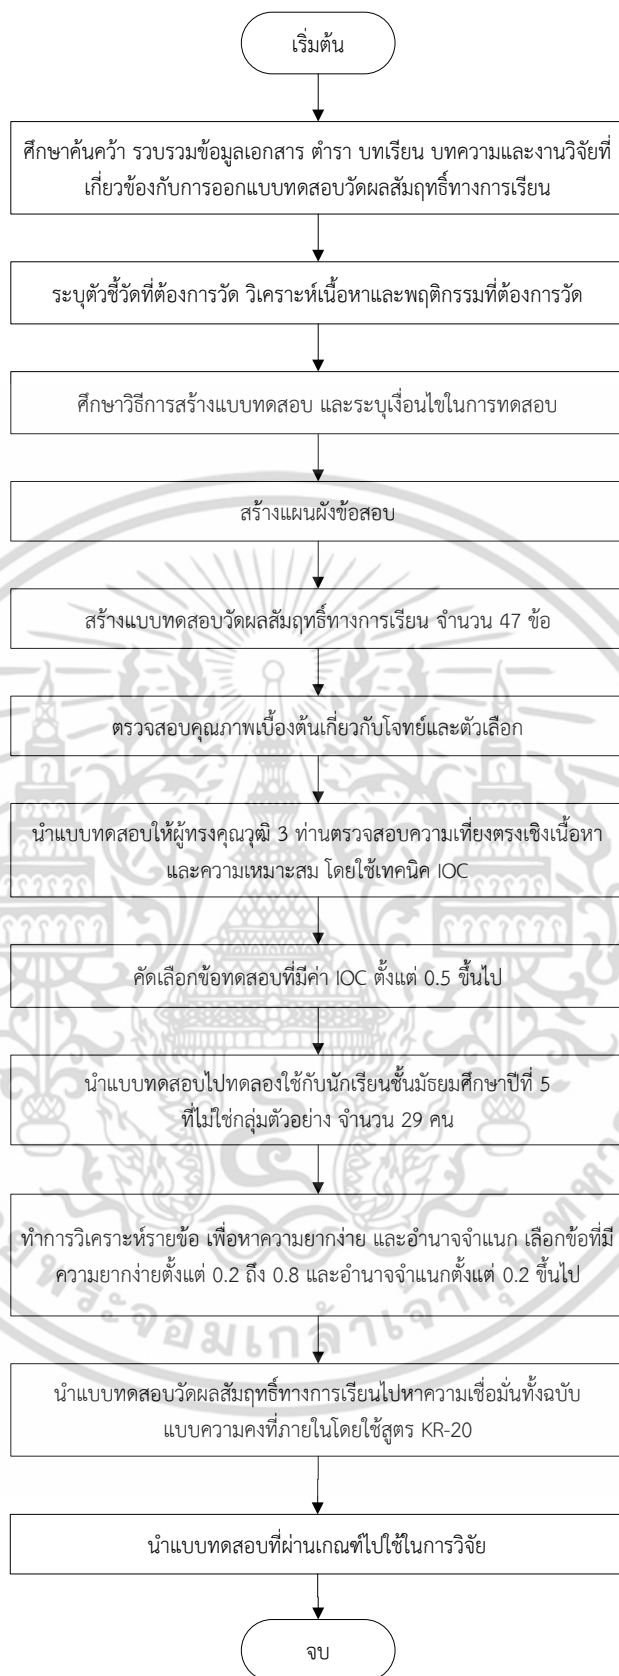 เริ่มต้น
ศึกษาค้นคว้า รวบรวมข้อมูลเอกสาร ตำรา บทเรียน บทความและงานวิจัยที่
เกี่ยวข้องกับการออกแบบทดสอบวัดผลสัมฤทธิ์ทางการเรียน
ระบุตัวชี้วัดที่ต้องการวัด วิเคราะห์เนื้อหาและพฤติกรรมที่ต้องการวัด
ศึกษาวิธีการสร้างแบบทดสอบ และระบุเงื่อนไขในการทดสอบ
สร้างแผนผังข้อสอบ
สร้างแบบทดสอบวัดผลสัมฤทธิ์ทางการเรียน จำนวน 47 ข้อ
ตรวจสอบคุณภาพเบื้องต้นเกี่ยวกับโจทย์และตัวเลือก
นำแบบทดสอบให้ผู้ทรงคุณวุฒิ 3 ท่านตรวจสอบความเที่ยงตรงเชิงเนื้อหา
และความเหมาะสม โดยใช้เทคนิค IOC
คัดเลือกข้อทดสอบที่มีค่า IOC ตั้งแต่ 0.5 ขึ้นไป
นำแบบทดสอบไปทดลองใช้กับนักเรียนชั้นมัธยมศึกษาปีที่ 5
ที่ไม่ใช่กลุ่มตัวอย่าง จำนวน 29 คน
ทำการวิเคราะห์รายข้อ เพื่อหาความยากง่าย และอำนาจจำแนก เลือกข้อที่มี
ความยากง่ายตั้งแต่ 0.2 ถึง 0.8 และอำนาจจำแนกตั้งแต่ 0.2 ขึ้นไป
พระจอมเกล้าเจ้าคุณทหาร
นำแบบทดสอบวัดผลสัมฤทธิ์ทางการเรียนไปหาความเชื่อมั่นทั้งฉบับ
แบบความคงที่ภายในโดยใช้สูตร KR-20
นำแบบทดสอบที่ผ่านเกณฑ์ไปใช้ในการวิจัย
จบ